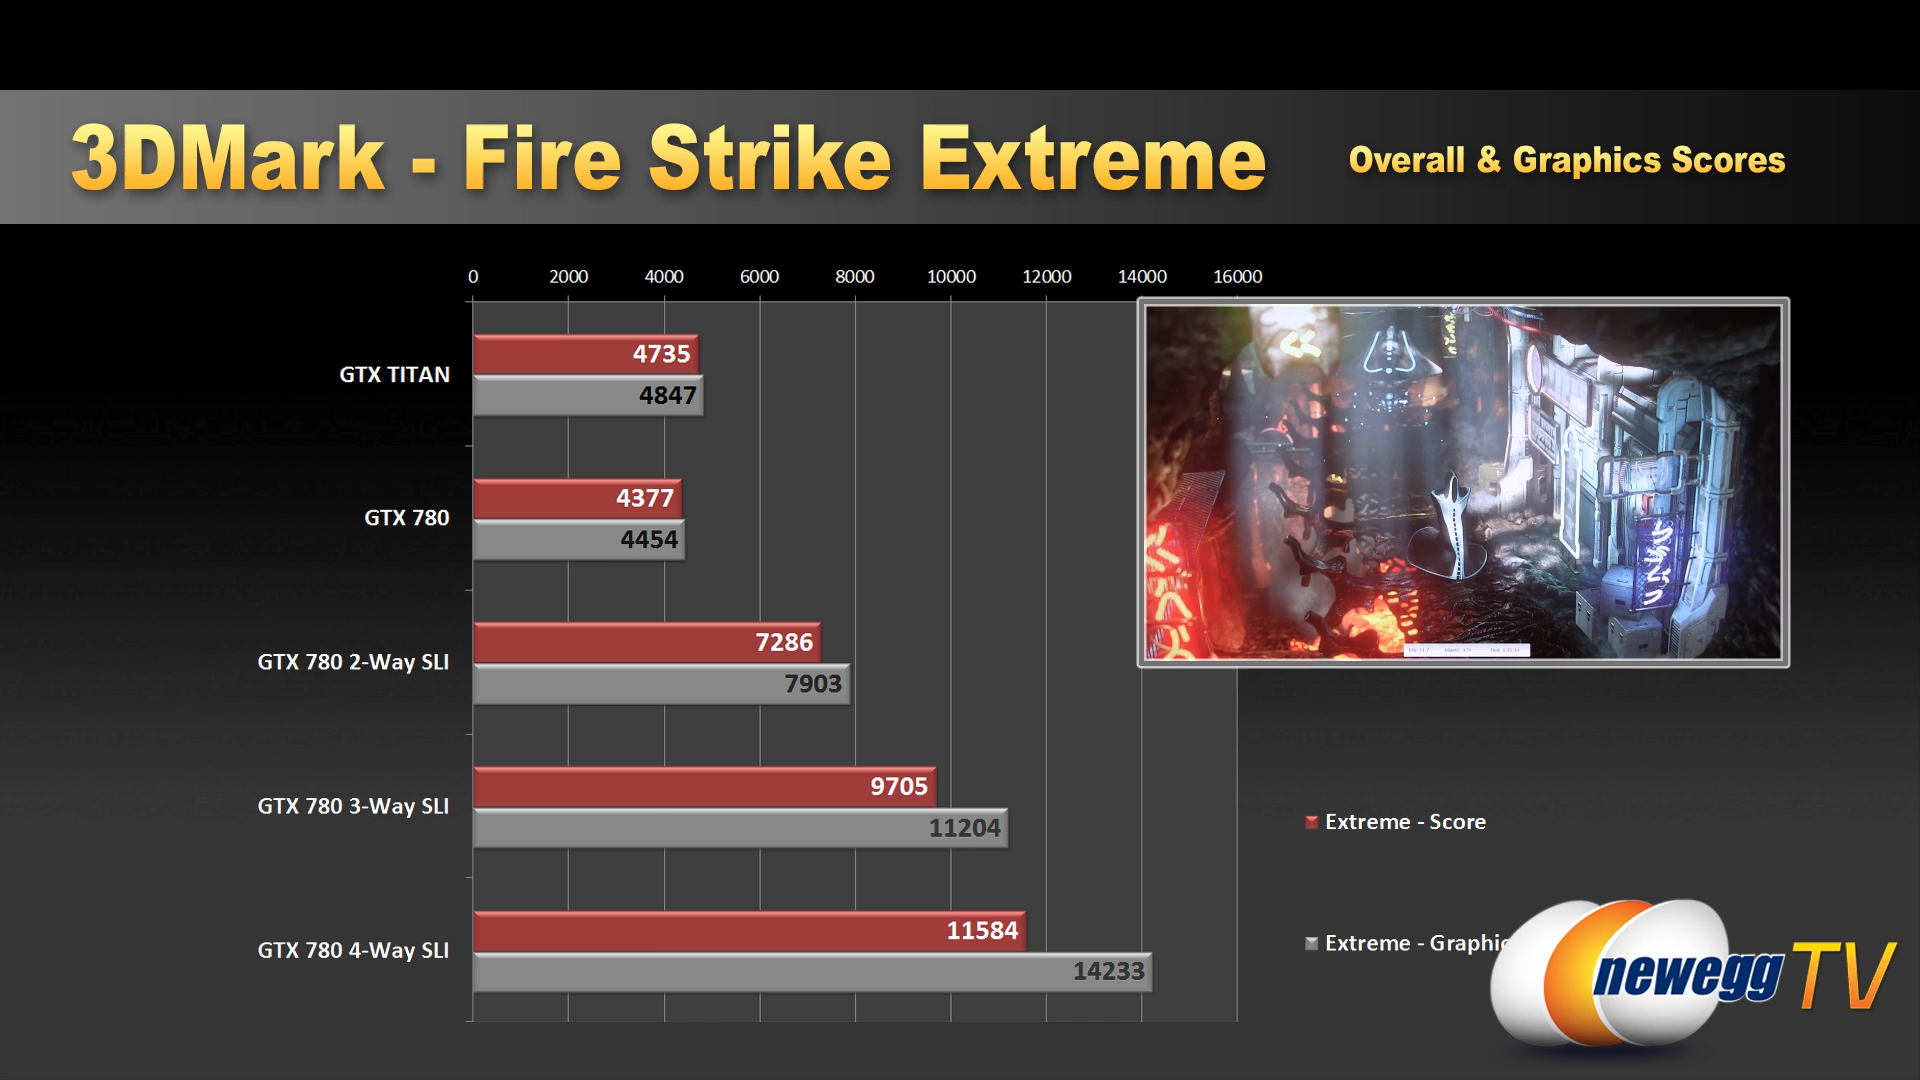 3DMark - Fire Strike Extreme
Overall & Graphics Scores
0 2000 4000 6000 8000 10000 12000 14000 16000
GTX TITAN
4735
4847
GTX 780
4377
4454
GTX 780 2-Way SLI
7286
7903
GTX 780 3-Way SLI
9705
11204
GTX 780 4-Way SLI
11584
14233
Extreme - Score
Extreme - Graphic
newegg TV